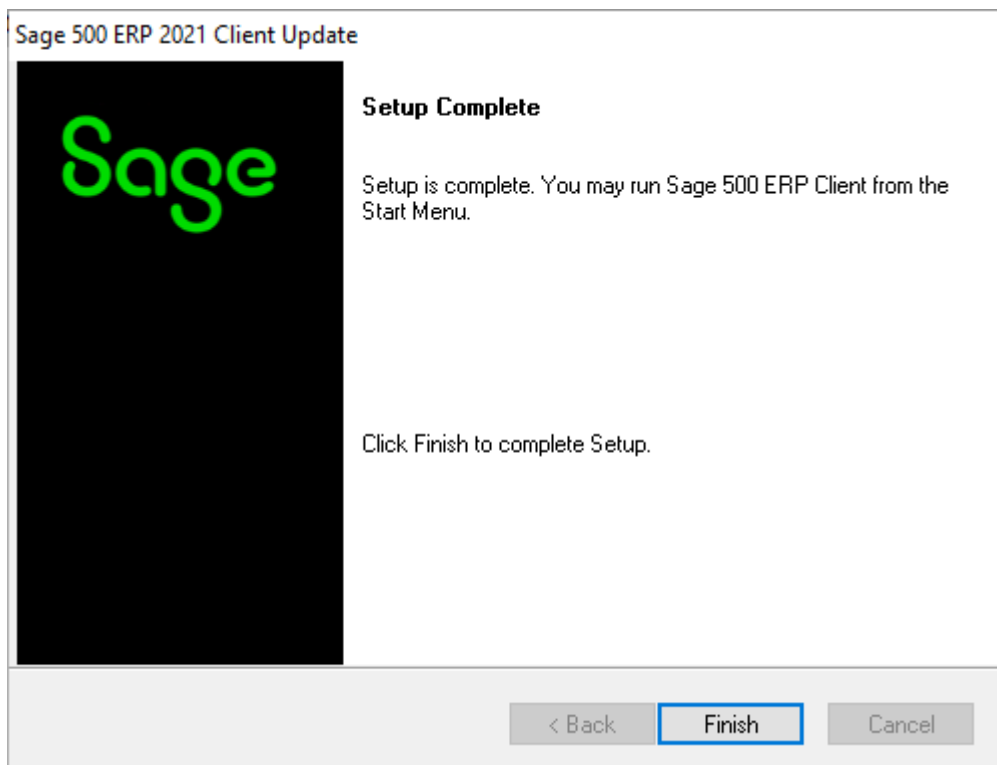 Sage 500 ERP 2021 Client Update
Sage
Setup Complete
Setup is complete. You may run Sage 500 ERP Client from the
Start Menu.
Click Finish to complete Setup.
< Back
Finish
Cancel